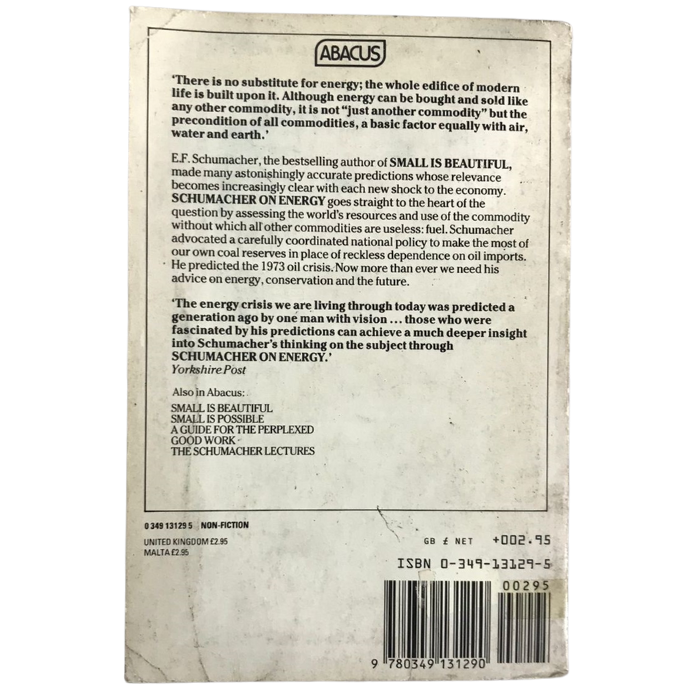 ABACUS
'There is no substitute for energy; the whole edifice of modern
life is built upon it. Although energy can be bought and sold like
any other commodity, it is not "just another commodity" but the
precondition of all commodities, a basic factor equally with air,
water and earth.'
E.F. Schumacher, the bestselling author of SMALL IS BEAUTIFUL,
made many astonishingly accurate predictions whose relevance
becomes increasingly clear with each new shock to the economy.
SCHUMACHER ON ENERGY goes straight to the heart of the
question by assessing the world's resources and use of the commodity
without which all other commodities are useless: fuel. Schumacher
advocated a carefully coordinated national policy to make the most of
our own coal reserves in place of reckless dependence on oil imports.
He predicted the 1973 oil crisis. Now more than ever we need his
advice on energy, conservation and the future.
'The energy crisis we are living through today was predicted a
generation ago by one man with vision ... those who were
fascinated by his predictions can achieve a much deeper insight
into Schumacher's thinking on the subject through
SCHUMACHER ON ENERGY.'
Yorkshire Post
Also in Abacus:
SMALL IS BEAUTIFUL
SMALL IS POSSIBLE
A GUIDE FOR THE PERPLEXED
GOOD WORK
THE SCHUMACHER LECTURES
0 349 13129 5 NON-FICTION
UNITED KINGDOM £2.95
MALTA £2.95
GB £ NET +002.95
ISBN 0-349-13129-5
00295
9 780349 131290